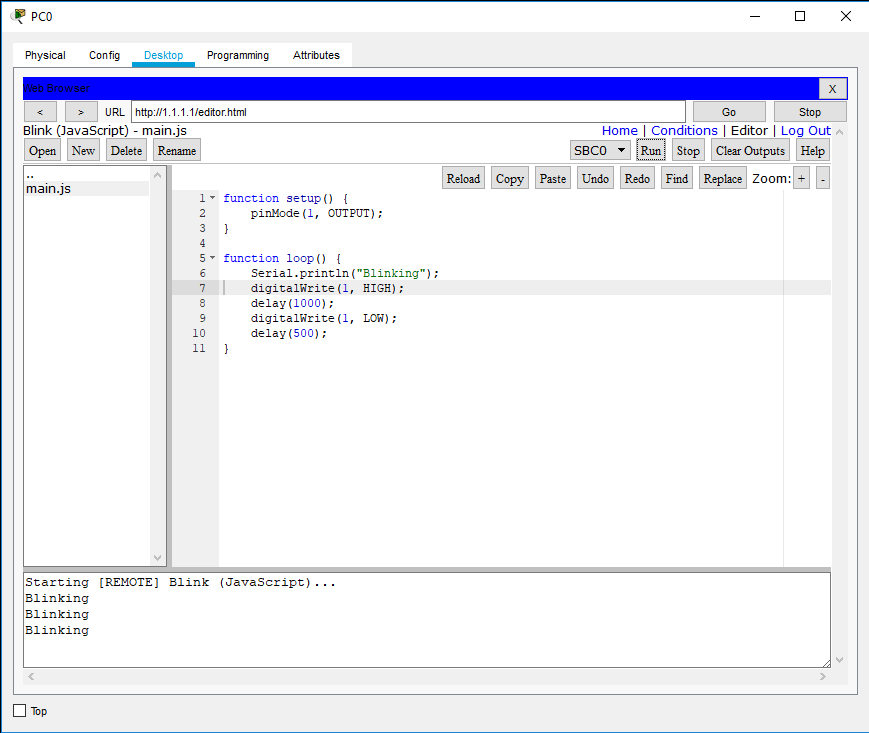 PC0
Physical Config Desktop Programming Attributes
Web Browser X
< > URL http://1.1.1.1/editor.html Go Stop
Blink (JavaScript) - main.js Home | Conditions | Editor | Log Out
Open New Delete Rename SBC0 Run Stop Clear Outputs Help
..
main.js
Reload Copy Paste Undo Redo Find Replace Zoom: + -
1 function setup() {
2 pinMode(1, OUTPUT);
3 }
4
5 function loop() {
6 Serial.println("Blinking");
7 digitalWrite(1, HIGH);
8 delay(1000);
9 digitalWrite(1, LOW);
10 delay(500);
11 }
Starting [REMOTE] Blink (JavaScript)...
Blinking
Blinking
Blinking
Top